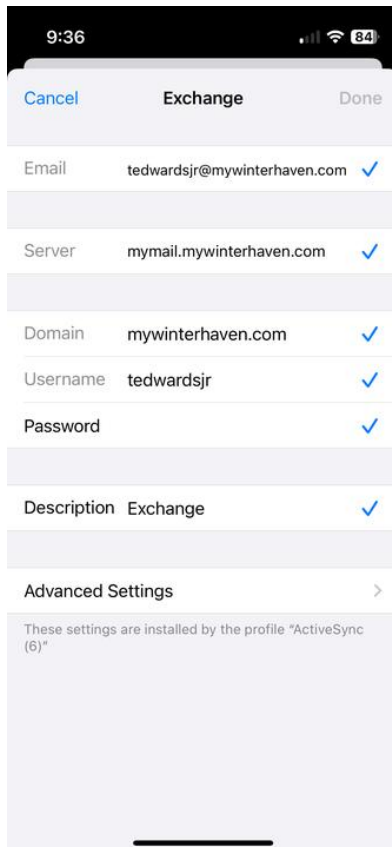 9:36
84
Cancel Exchange Done
Email tedwardsjr@mywinterhaven.com
Server mymail.mywinterhaven.com
Domain mywinterhaven.com
Username tedwardsjr
Password
Description Exchange
Advanced Settings
These settings are installed by the profile “ActiveSync
(6)”